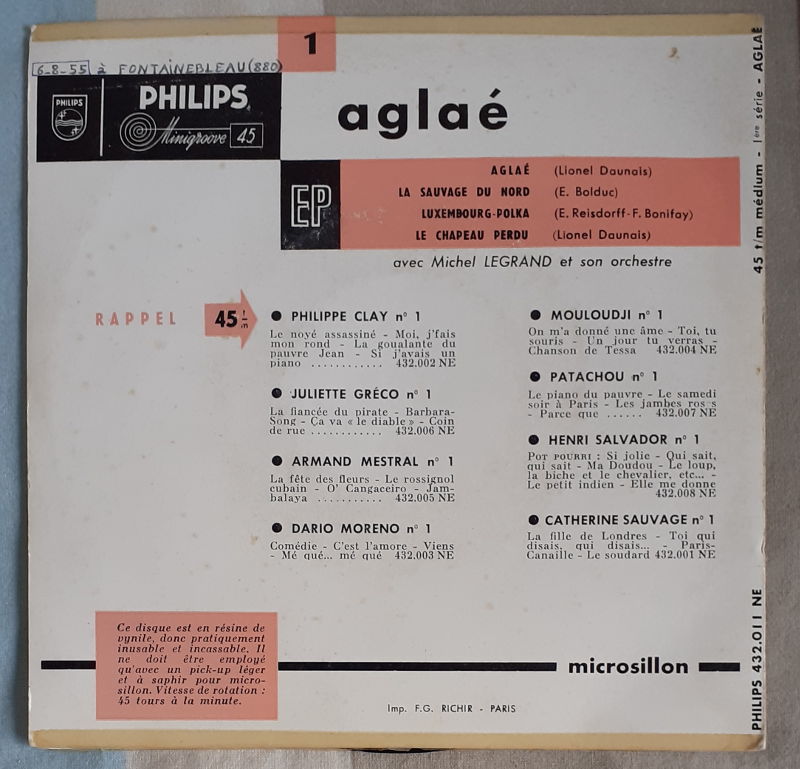 1
6-8-55 à FONTAINEBLEAU (880)
PHILIPS
PHILIPS
Minigroove 45
aglaé
EP
AGLAÉ (Lionel Daunais)
LA SAUVAGE DU NORD (E. Bolduc)
LUXEMBOURG-POLKA (E. Reisdorff-F. Bonifay)
LE CHAPEAU PERDU (Lionel Daunais)
avec Michel LEGRAND et son orchestre
RAPPEL 45 t/m
PHILIPPE CLAY n° 1
Le noyé assassiné - Moi, j'fais
mon rond - La goualante du
pauvre Jean - Si j'avais un
piano ............ 432.002 NE
JULIETTE GRÉCO n° 1
La fiancée du pirate - Barbara-
Song - Ça va « le diable » - Coin
de rue ............ 432.006 NE
ARMAND MESTRAL n° 1
La fête des fleurs - Le rossignol
cubain - O' Cangaceiro - Jam-
balaya ........... 432.005 NE
DARIO MORENO n° 1
Comédie - C'est l'amore - Viens
- Mé qué... mé qué 432.003 NE
MOULOUDJI n° 1
On m'a donné une âme - Toi, tu
souris - Un jour tu verras -
Chanson de Tessa 432.004 NE
PATACHOU n° 1
Le piano du pauvre - Le samedi
soir à Paris - Les jambes ros s
- Parce que ...... 432.007 NE
HENRI SALVADOR n° 1
POT POURRI : Si jolie - Qui sait,
qui sait - Ma Doudou - Le loup,
la biche et le chevalier, etc... -
Le petit indien - Elle me donne
432.008 NE
CATHERINE SAUVAGE n° 1
La fille de Londres - Toi qui
disais, qui disais... - Paris-
Canaille - Le soudard 432.001 NE
Ce disque est en résine de
vynile, donc pratiquement
inusable et incassable. Il
ne doit être employé
qu'avec un pick-up léger
et à saphir pour micro-
sillon. Vitesse de rotation :
45 tours à la minute.
microsillon
Imp. F.G. RICHIR - PARIS
45 t/m médium - 1ère série - AGLAÉ
PHILIPS 432.011 NE